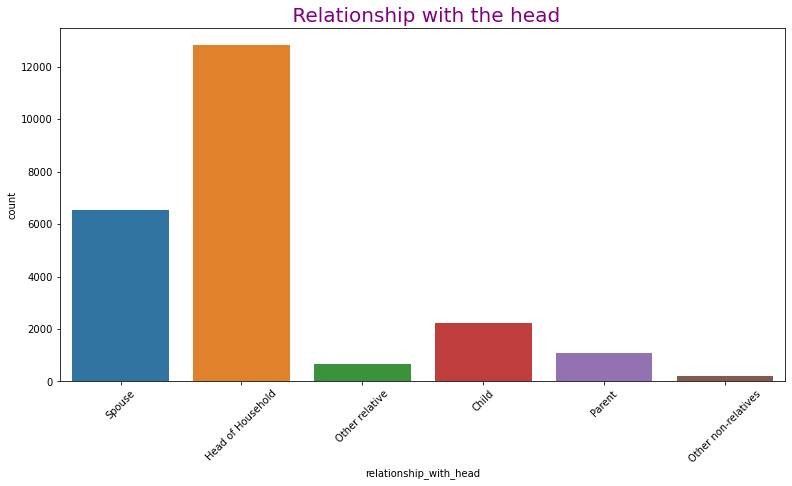 Relationship with the head
12000
10000
8000
6000
4000
2000
0
count
Spouse
Head of Household
Other relative
Child
Parent
Other non-relatives
relationship_with_head